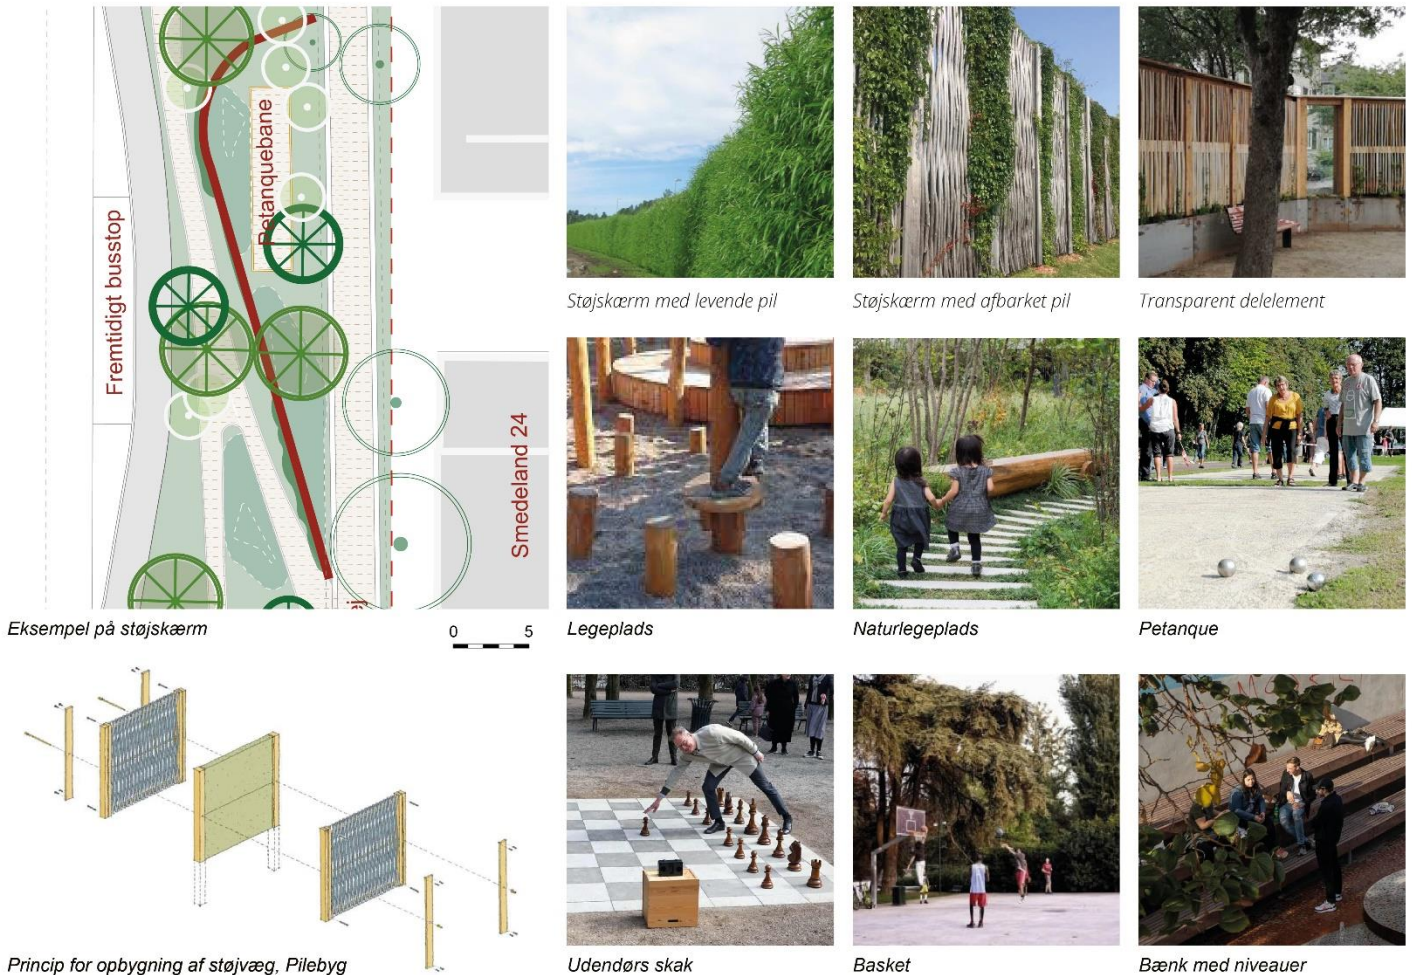 Petanquebane
Fremtidigt busstop
Smedeland 24
ej
Eksempel på støjskærm
0 5
Støjskærm med levende pil
Støjskærm med afbarket pil
Transparent delelement
Legeplads
Naturlegeplads
Petanque
Princip for opbygning af støjvæg, Pilebyg
Udendørs skak
Basket
Bænk med niveauer